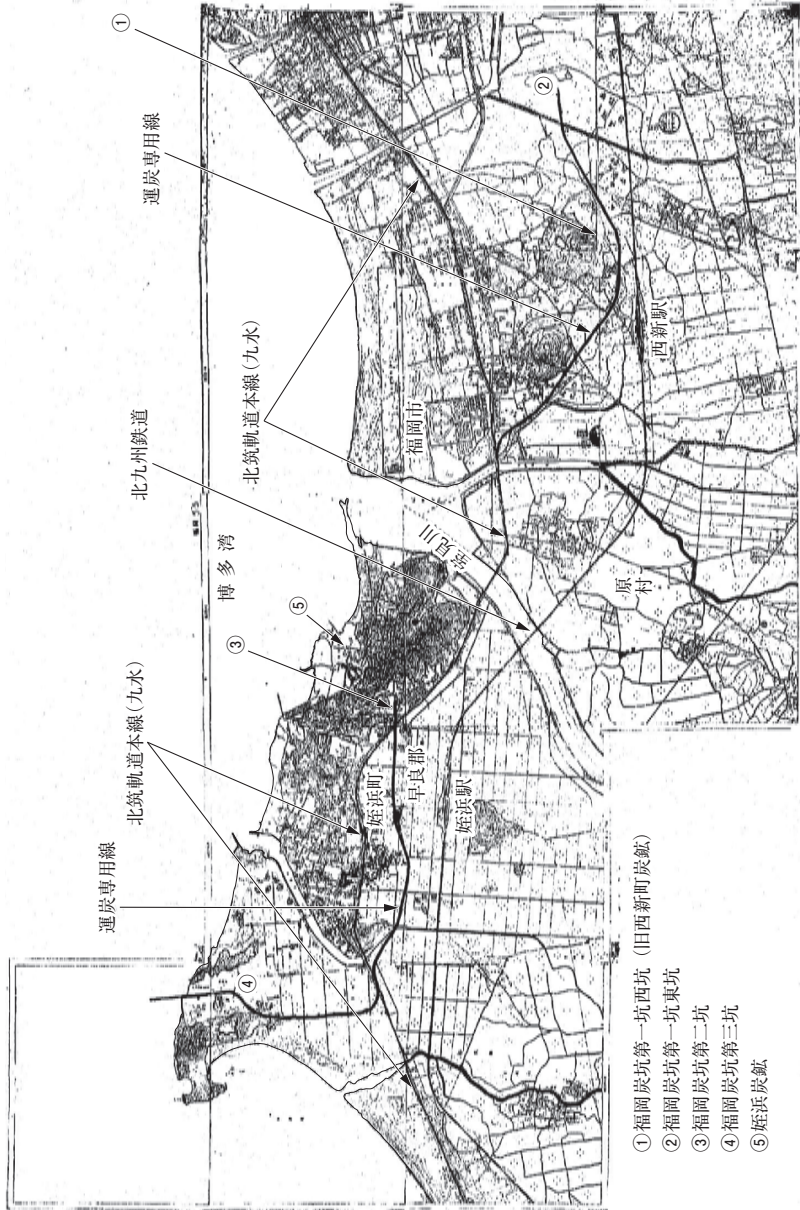 ①
運炭専用線
②
北筑軌道本線(九水)
北九州鉄道
西新駅
福岡市
博多湾
室見川
原村
⑤
③
北筑軌道本線(九水)
姪浜町
早良郡
姪浜駅
運炭専用線
④
①福岡炭坑第一坑西坑 (旧西新町炭鉱)
②福岡炭坑第一坑東坑
③福岡炭坑第二坑
④福岡炭坑第三坑
⑤姪浜炭鉱